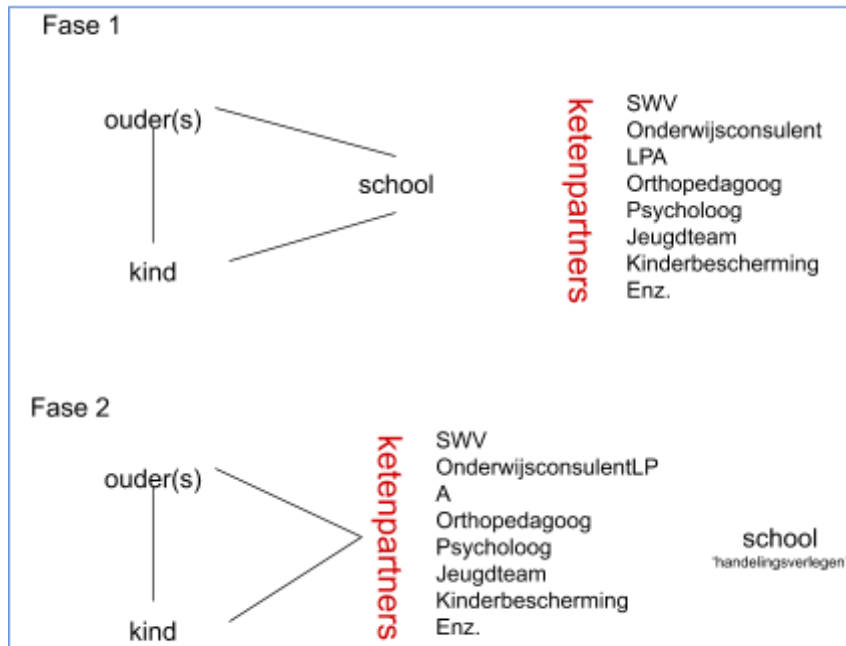 Fase 1
ouder(s)
school
kind
ketenpartners
SWV
Onderwijsconsulent
LPA
Orthopedagoog
Psycholoog
Jeugdteam
Kinderbescherming
Enz.
Fase 2
ouder(s)
kind
ketenpartners
SWV
OnderwijsconsulentLP
A
Orthopedagoog
Psycholoog
Jeugdteam
Kinderbescherming
Enz.
school
'handelingsverlegen'